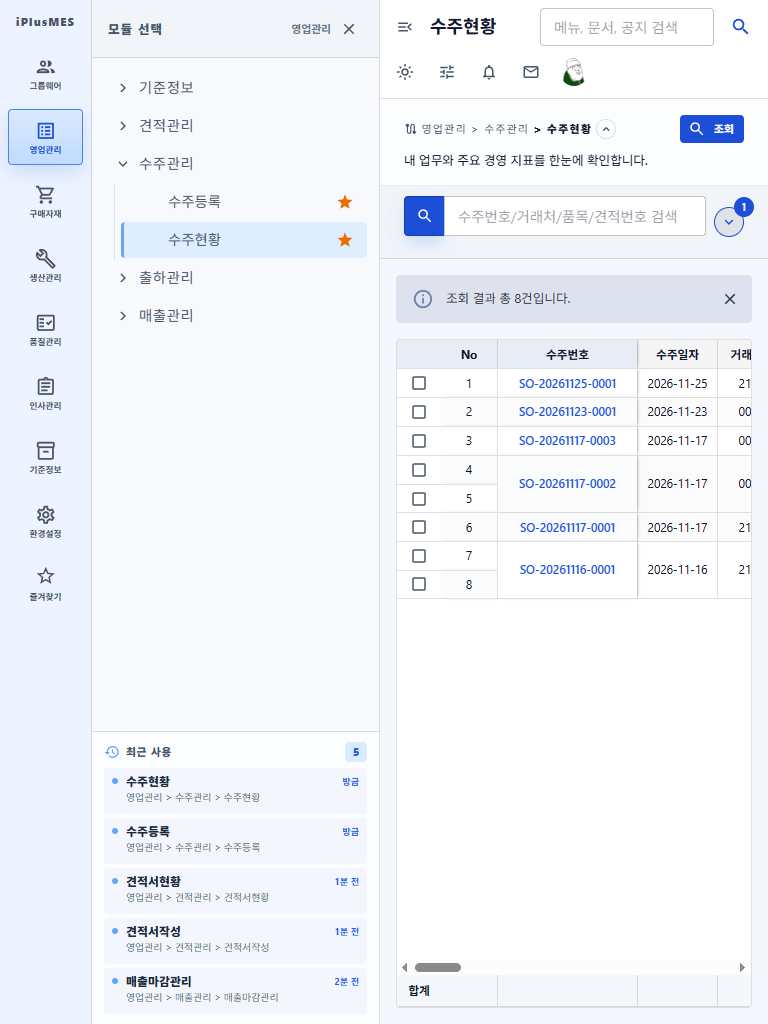 iPlusMES
그룹웨어
영업관리
구매자재
생산관리
품질관리
인사관리
기준정보
환경설정
즐겨찾기
모듈 선택
영업관리
기준정보
견적관리
수주관리
수주등록
수주현황
출하관리
매출관리
최근 사용
5
수주현황
방금
영업관리 > 수주관리 > 수주현황
수주등록
방금
영업관리 > 수주관리 > 수주등록
견적서현황
1분 전
영업관리 > 견적관리 > 견적서현황
견적서작성
1분 전
영업관리 > 견적관리 > 견적서작성
매출마감관리
2분 전
영업관리 > 매출관리 > 매출마감관리
수주현황
메뉴, 문서, 공지 검색
영업관리 > 수주관리 > 수주현황
조회
내 업무와 주요 경영 지표를 한눈에 확인합니다.
수주번호/거래처/품목/견적번호 검색
1
조회 결과 총 8건입니다.
No 수주번호 수주일자 거래
1 SO-20261125-0001 2026-11-25 21
2 SO-20261123-0001 2026-11-23 00
3 SO-20261117-0003 2026-11-17 00
4
SO-20261117-0002 2026-11-17 00
5
6 SO-20261117-0001 2026-11-17 21
7
SO-20261116-0001 2026-11-16 21
8
합계